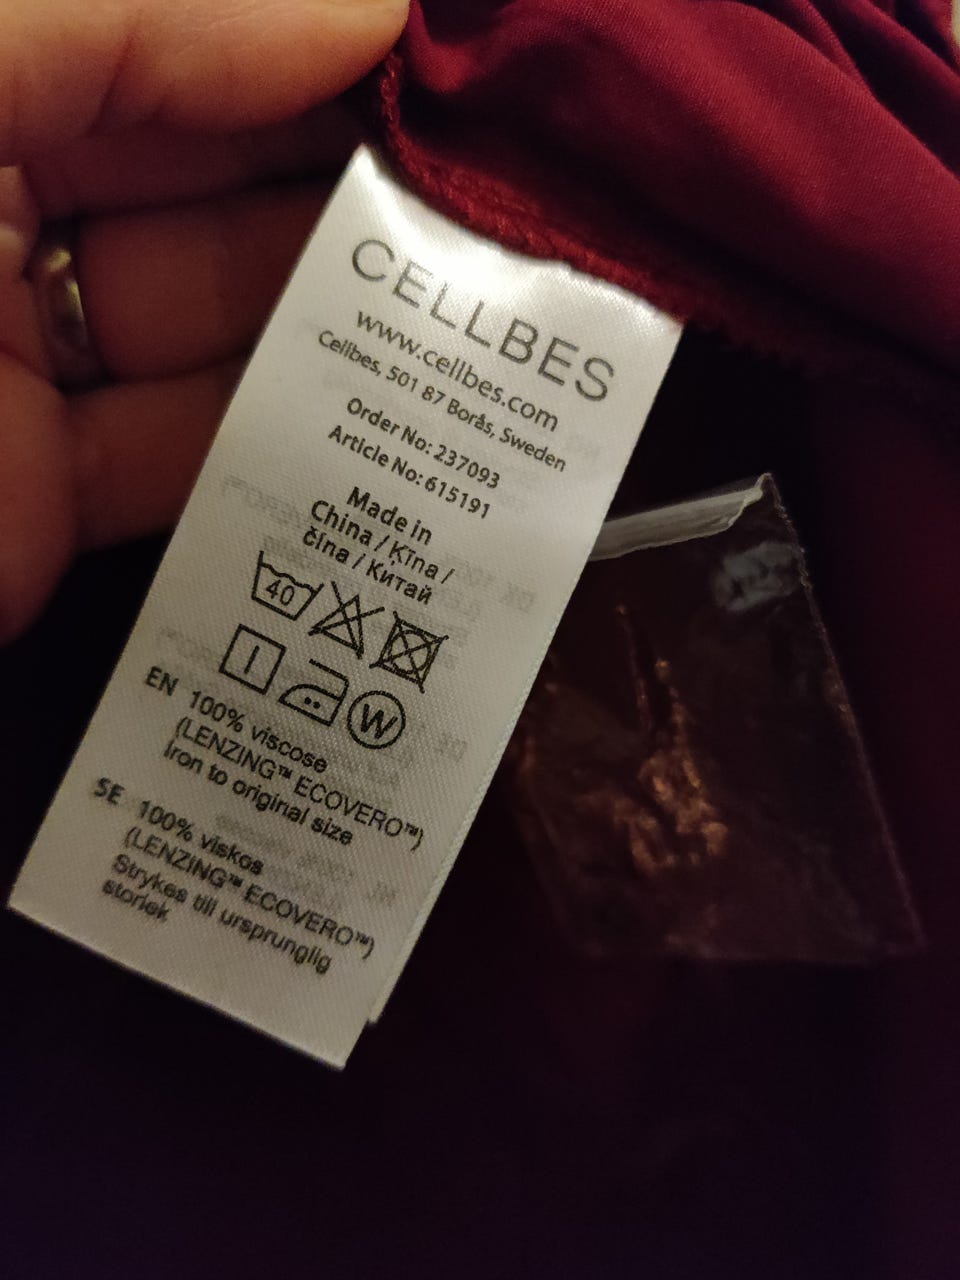 CELLBES
www.cellbes.com
Cellbes, 501 87 Borås, Sweden
Order No: 237093
Article No: 615191
Made in
China / Ķīna /
čína / Китай
40
W
EN 100% viscose
(LENZING™ ECOVERO™)
Iron to original size
SE 100% viskos
(LENZING™ ECOVERO™)
Strykes till ursprunglig
storlek